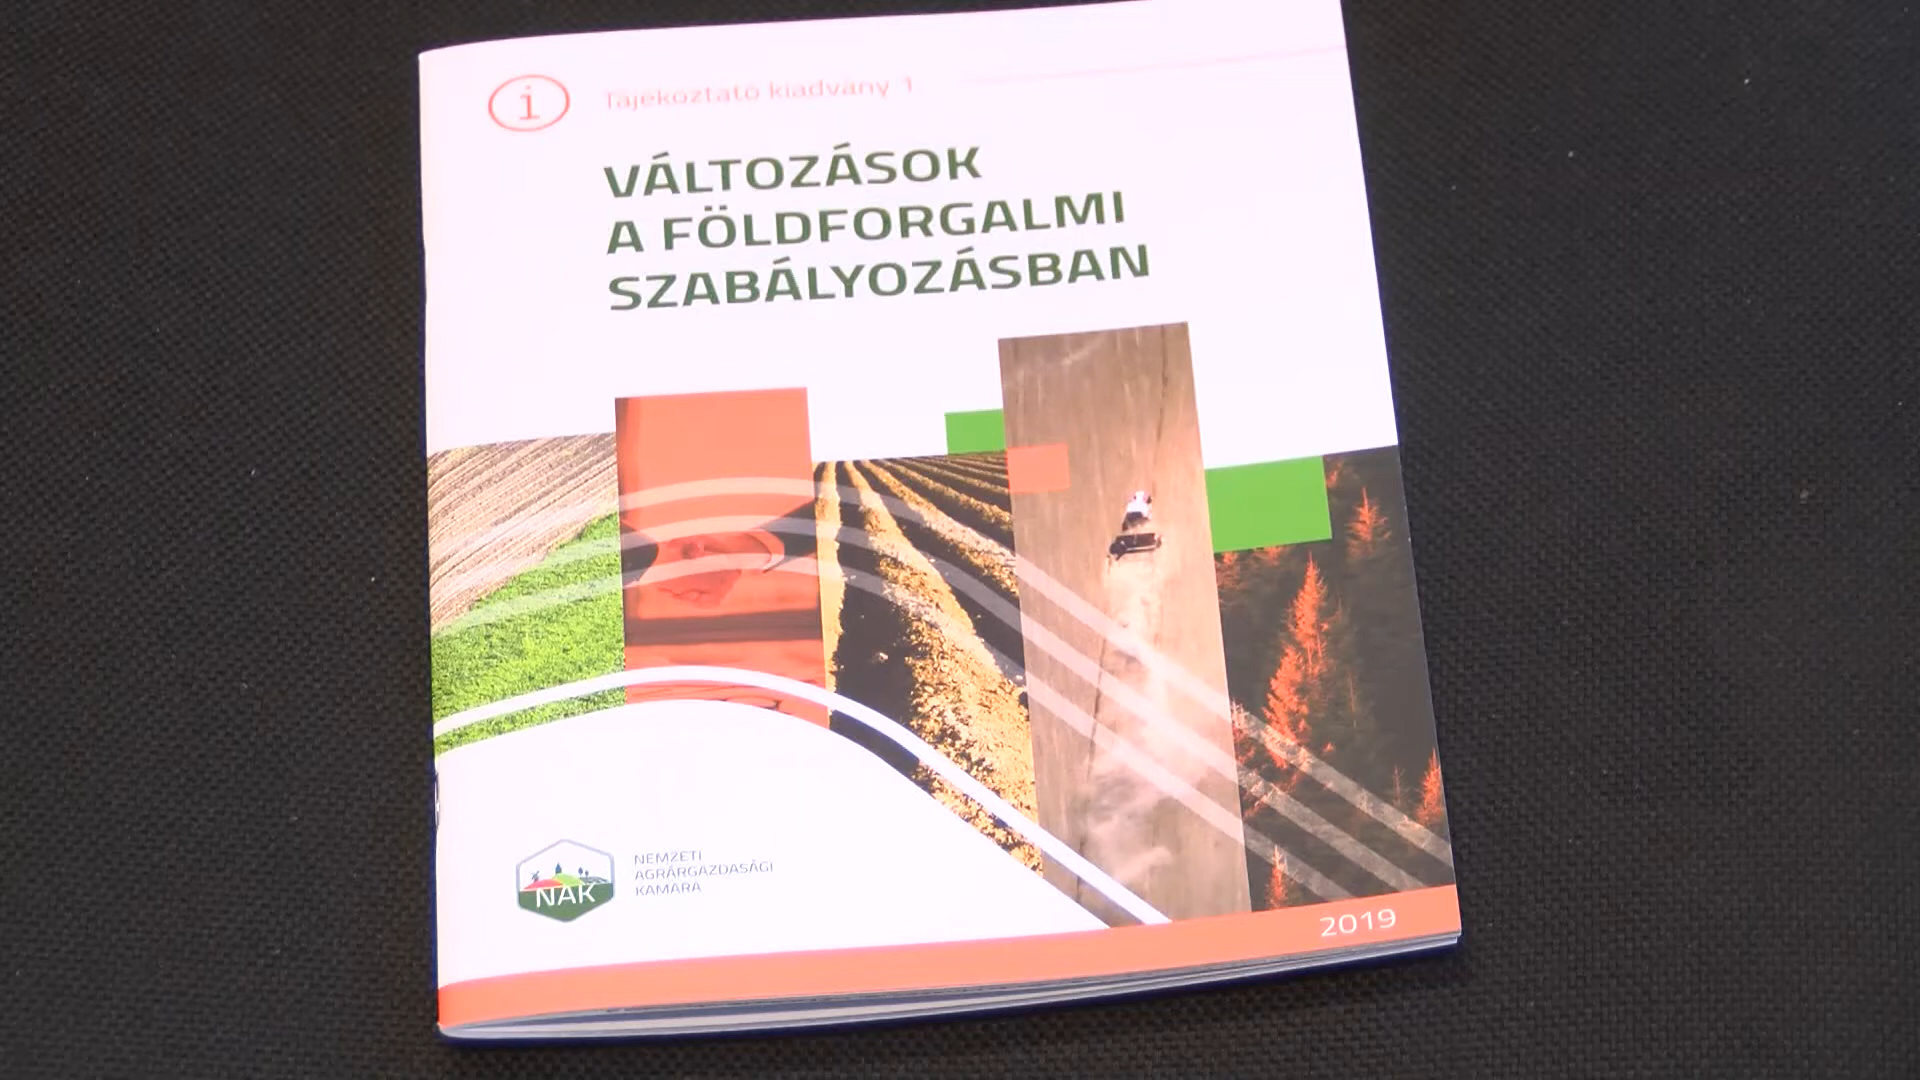 i
Tájékoztató kiadvány 1
VÁLTOZÁSOK
A FÖLDFORGALMI
SZABÁLYOZÁSBAN
NAK
NEMZETI
AGRÁRGAZDASÁGI
KAMARA
2019